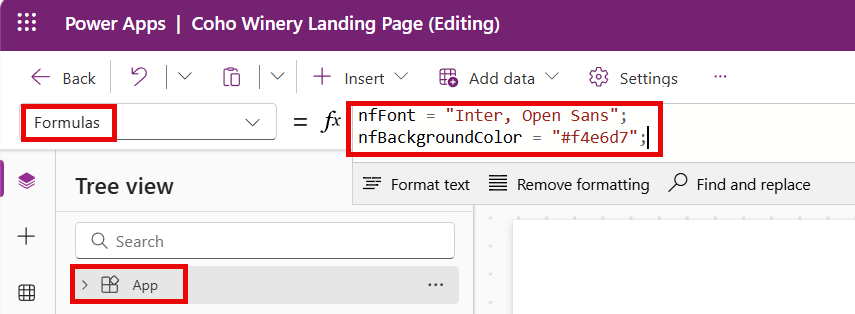 Power Apps | Coho Winery Landing Page (Editing)
Back Insert Add data Settings ...
Formulas = fx nfFont = "Inter, Open Sans";
nfBackgroundColor = "#f4e6d7";
Format text Remove formatting Find and replace
Tree view
Search
App ...